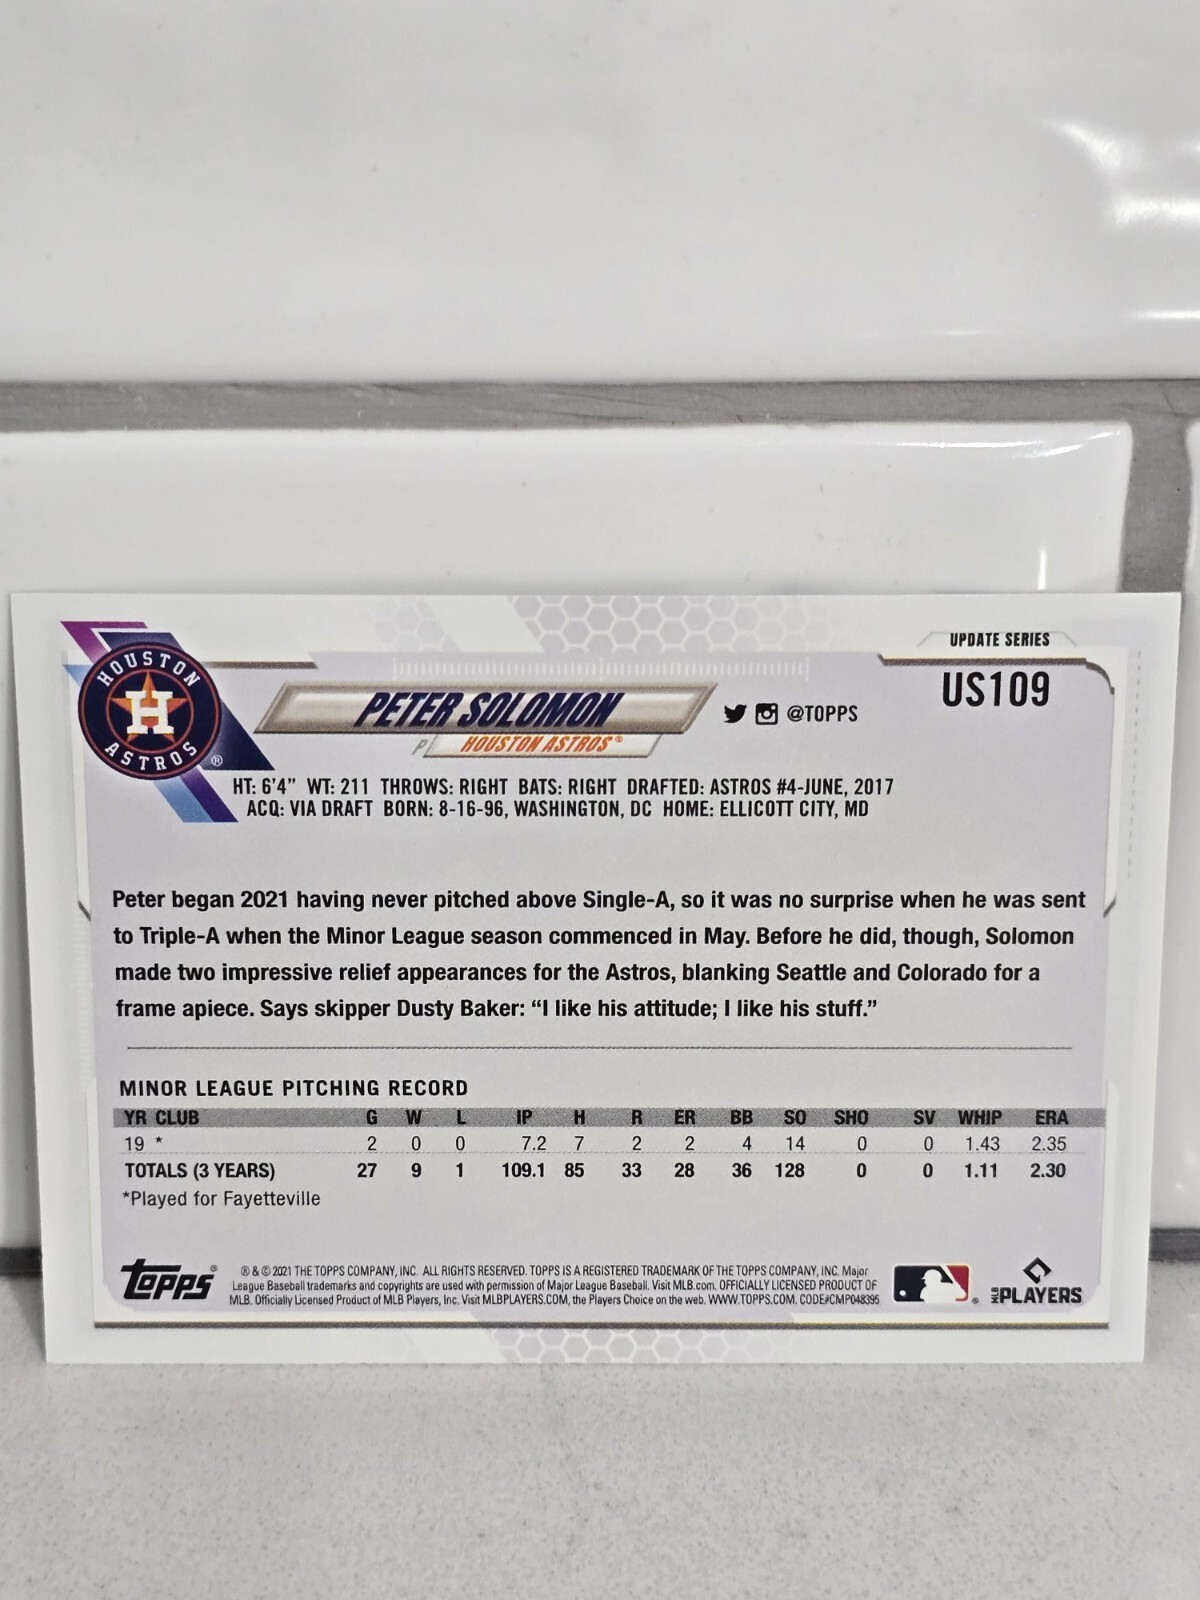 UPDATE SERIES
US109
HOUSTON
H
ASTROS
®
PETER SOLOMON
@TOPPS
P
HOUSTON ASTROS®
HT: 6'4" WT: 211 THROWS: RIGHT BATS: RIGHT DRAFTED: ASTROS #4-JUNE, 2017
ACQ: VIA DRAFT BORN: 8-16-96, WASHINGTON, DC HOME: ELLICOTT CITY, MD
Peter began 2021 having never pitched above Single-A, so it was no surprise when he was sent
to Triple-A when the Minor League season commenced in May. Before he did, though, Solomon
made two impressive relief appearances for the Astros, blanking Seattle and Colorado for a
frame apiece. Says skipper Dusty Baker: “I like his attitude; I like his stuff.”
MINOR LEAGUE PITCHING RECORD
YR CLUB G W L IP H R ER BB SO SHO SV WHIP ERA
19 * 2 0 0 7.2 7 2 2 4 14 0 0 1.43 2.35
TOTALS (3 YEARS) 27 9 1 109.1 85 33 28 36 128 0 0 1.11 2.30
*Played for Fayetteville
Topps®
® & © 2021 THE TOPPS COMPANY, INC. ALL RIGHTS RESERVED. TOPPS IS A REGISTERED TRADEMARK OF THE TOPPS COMPANY, INC. Major
League Baseball trademarks and copyrights are used with permission of Major League Baseball. Visit MLB.com. OFFICIALLY LICENSED PRODUCT OF
MLB. Officially Licensed Product of MLB Players, Inc. Visit MLBPLAYERS.COM, the Players Choice on the web. WWW.TOPPS.COM. CODE#CMP048395
MLB PLAYERS